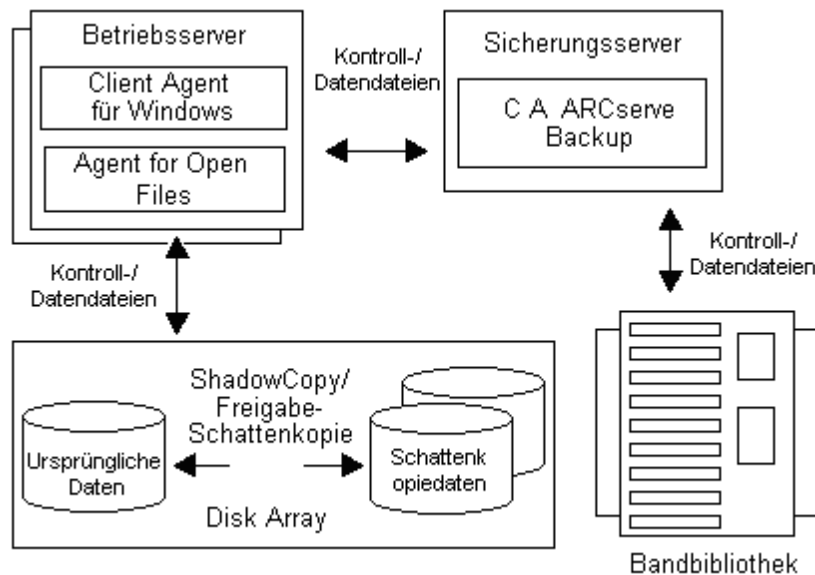 Betriebsserver
Client Agent
für Windows
Agent for Open
Files
Kontroll-/
Datendateien
Sicherungsserver
C A ARCserve
Backup
Kontroll-/
Datendateien
Kontroll-/
Datendateien
ShadowCopy/
Freigabe-
Schattenkopie
Ursprüngliche
Daten
Schattenk
opiedaten
Disk Array
Bandbibliothek